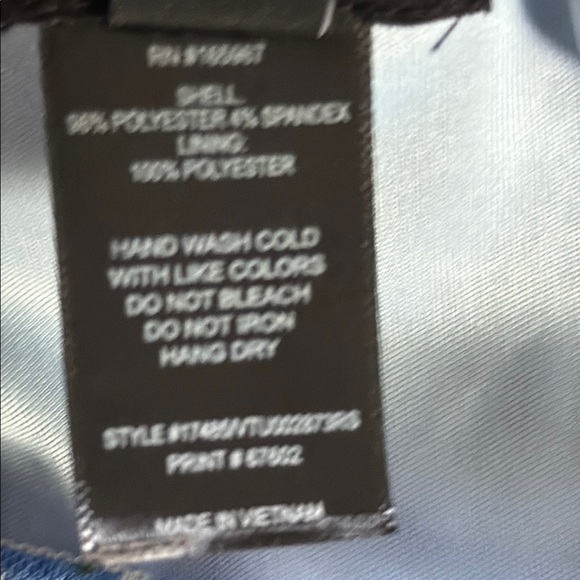 SHELL:
96% POLYESTER 4% SPANDEX
LINING:
100% POLYESTER
HAND WASH COLD
WITH LIKE COLORS
DO NOT BLEACH
DO NOT IRON
HANG DRY
STYLE
PRINT # 67602
MADE IN VIETNAM